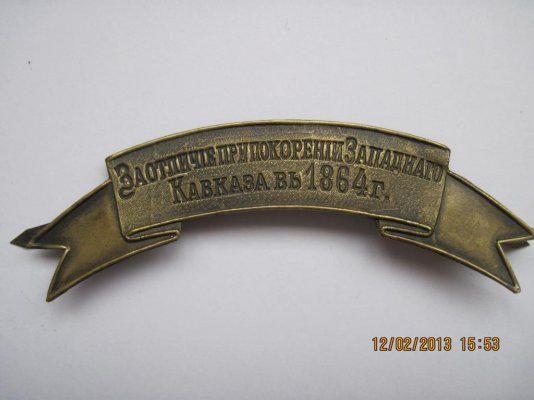 За отличіе при покореніи Западнаго
Кавказа въ 1864 г.
12/02/2013 15:53